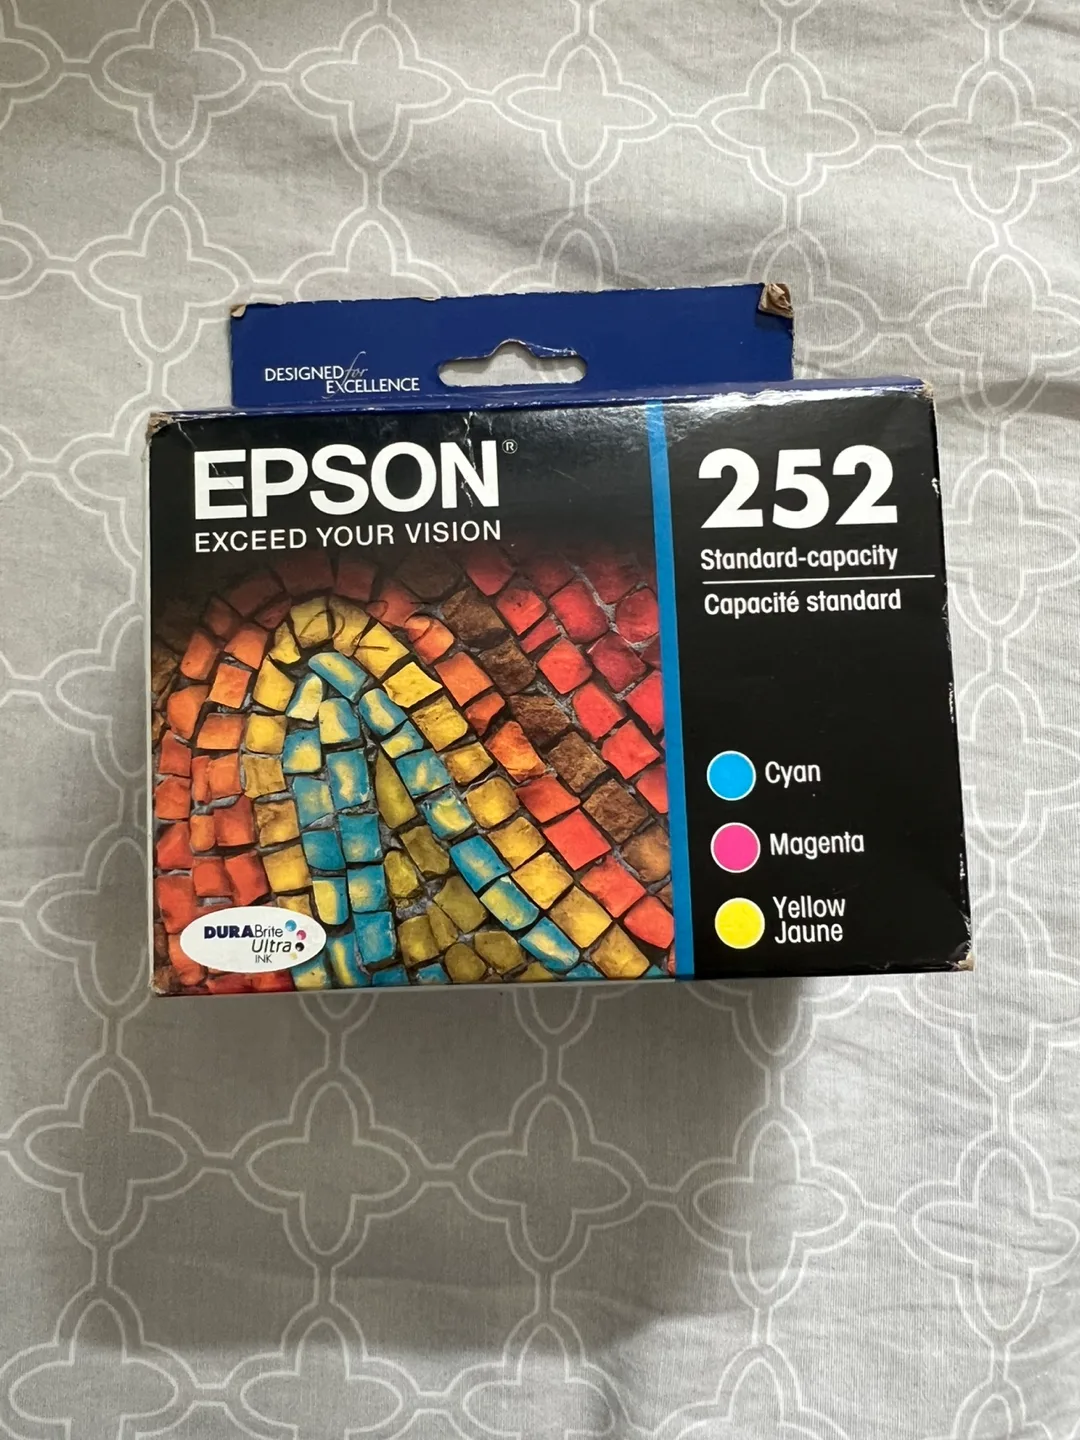 DESIGNED for
EXCELLENCE
EPSON®
EXCEED YOUR VISION
252
Standard-capacity
Capacité standard
Cyan
Magenta
Yellow
Jaune
DURABrite
Ultra
INK